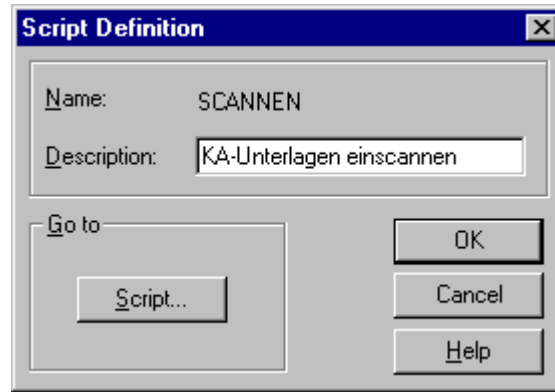 Script Definition
Name: SCANNEN
Description: KA-Unterlagen einscannen
Go to
Script...
OK
Cancel
Help